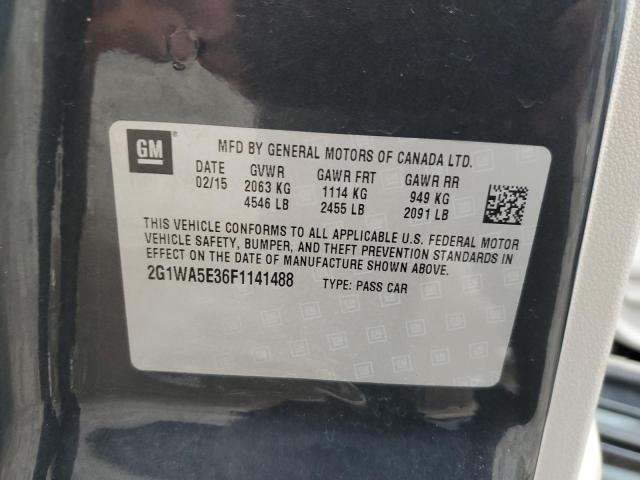 GM
MFD BY GENERAL MOTORS OF CANADA LTD.
DATE GVWR GAWR FRT GAWR RR
02/15 2063 KG 1114 KG 949 KG
4546 LB 2455 LB 2091 LB
THIS VEHICLE CONFORMS TO ALL APPLICABLE U.S. FEDERAL MOTOR
VEHICLE SAFETY, BUMPER, AND THEFT PREVENTION STANDARDS IN
EFFECT ON THE DATE OF MANUFACTURE SHOWN ABOVE.
2G1WA5E36F1141488 TYPE: PASS CAR